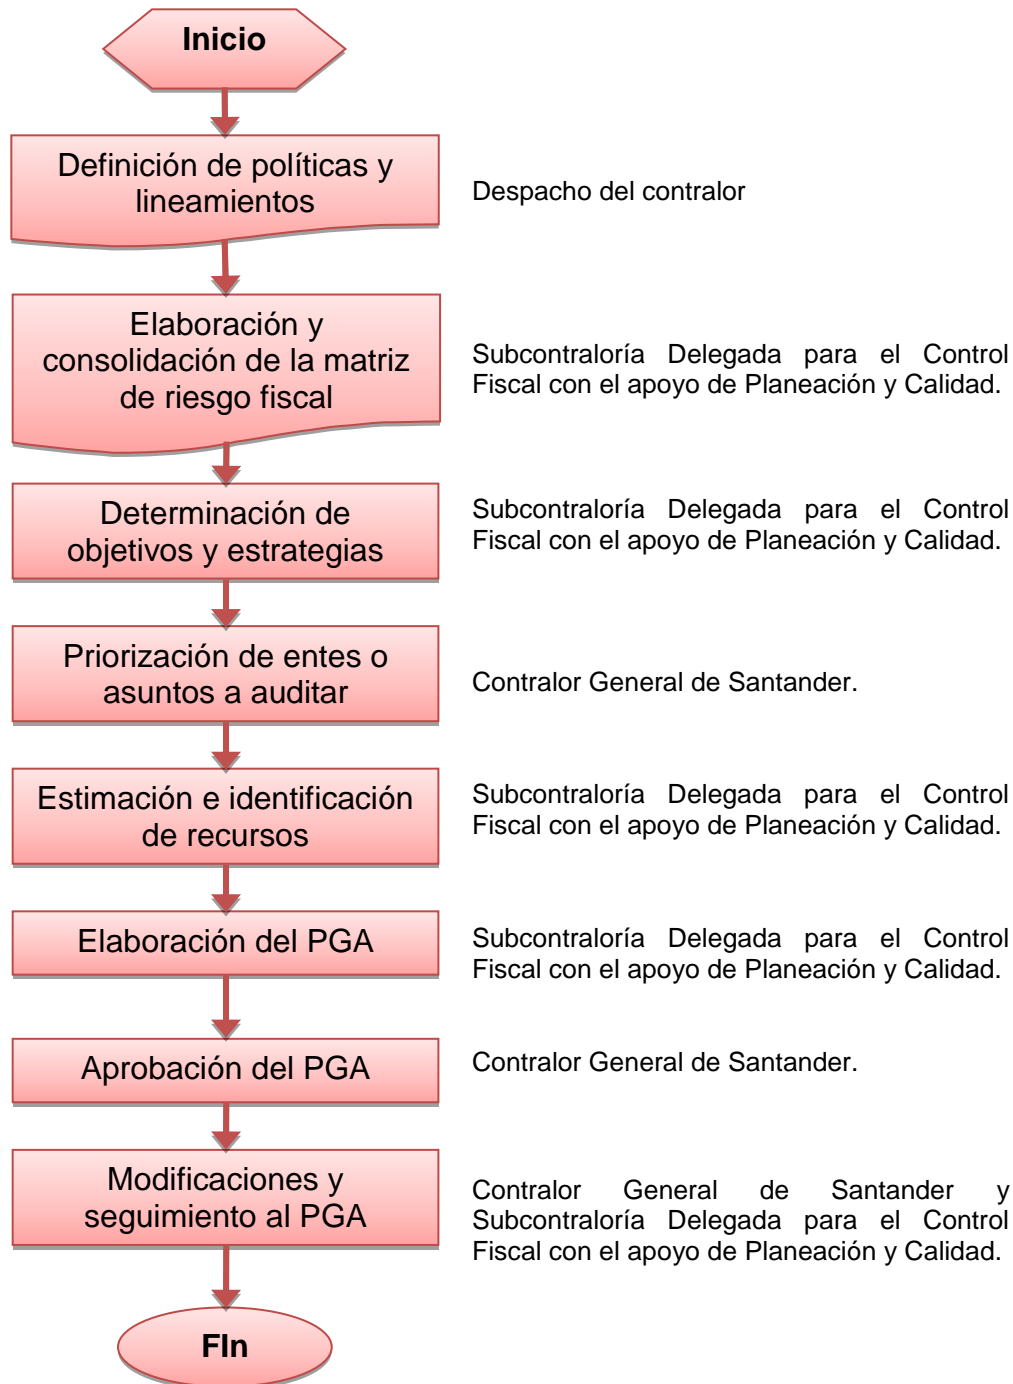 Inicio
Definición de políticas y
lineamientos
Despacho del contralor
Elaboración y
consolidación de la matriz
de riesgo fiscal
Subcontraloría Delegada para el Control
Fiscal con el apoyo de Planeación y Calidad.
Determinación de
objetivos y estrategias
Subcontraloría Delegada para el Control
Fiscal con el apoyo de Planeación y Calidad.
Priorización de entes o
asuntos a auditar
Contralor General de Santander.
Estimación e identificación
de recursos
Subcontraloría Delegada para el Control
Fiscal con el apoyo de Planeación y Calidad.
Elaboración del PGA
Subcontraloría Delegada para el Control
Fiscal con el apoyo de Planeación y Calidad.
Aprobación del PGA
Contralor General de Santander.
Modificaciones y
seguimiento al PGA
Contralor General de Santander y
Subcontraloría Delegada para el Control
Fiscal con el apoyo de Planeación y Calidad.
FIn